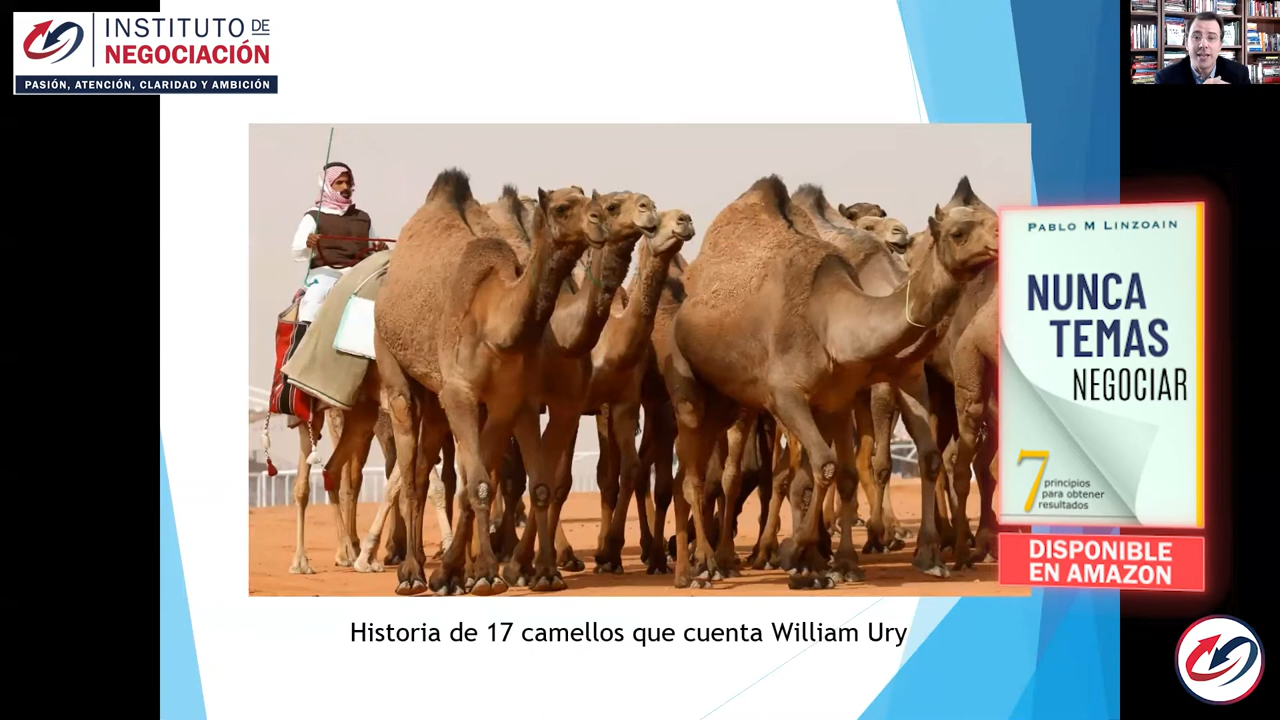 INSTITUTO DE
NEGOCIACIÓN
PASIÓN, ATENCIÓN, CLARIDAD Y AMBICIÓN
PABLO M LINZOAIN
NUNCA
TEMAS
NEGOCIAR
7 principios
para obtener
resultados
DISPONIBLE
EN AMAZON
Historia de 17 camellos que cuenta William Ury